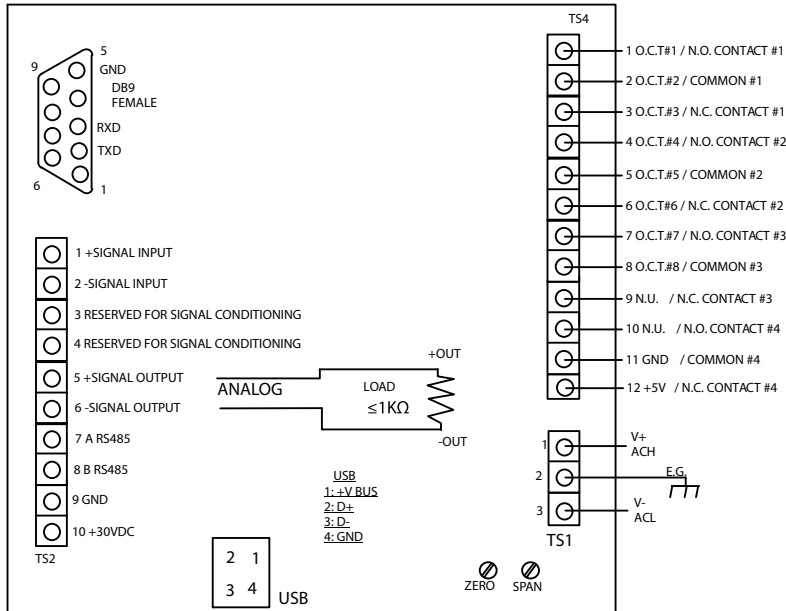 TS4
5
9
GND
DB9
FEMALE
RXD
TXD
6
1
1 O.C.T#1 / N.O. CONTACT #1
2 O.C.T#2 / COMMON #1
3 O.C.T#3 / N.C. CONTACT #1
4 O.C.T#4 / N.O. CONTACT #2
5 O.C.T#5 / COMMON #2
6 O.C.T#6 / N.C. CONTACT #2
7 O.C.T#7 / N.O. CONTACT #3
8 O.C.T.#8 / COMMON #3
9 N.U. / N.C. CONTACT #3
10 N.U. / N.O. CONTACT #4
11 GND / COMMON #4
12 +5V / N.C. CONTACT #4
1 +SIGNAL INPUT
2 -SIGNAL INPUT
3 RESERVED FOR SIGNAL CONDITIONING
4 RESERVED FOR SIGNAL CONDITIONING
5 +SIGNAL OUTPUT
6 -SIGNAL OUTPUT
7 A RS485
8 B RS485
9 GND
10 +30VDC
TS2
ANALOG
LOAD
≤1KΩ
+OUT
-OUT
USB
1: +V BUS
2: D+
3: D-
4: GND
2 1
3 4
USB
ZERO
SPAN
1
V+
ACH
2
E.G.
3
V-
ACL
TS1